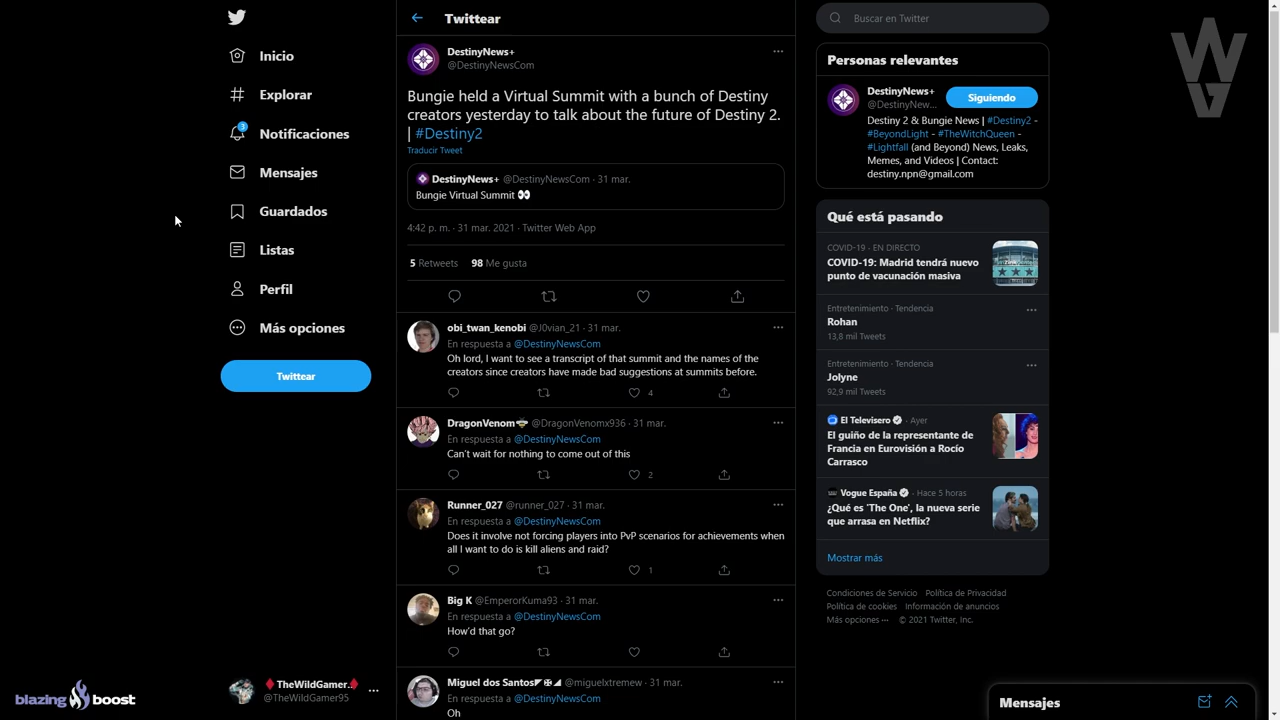 Inicio
Explorar
3
Notificaciones
Mensajes
Guardados
Listas
Perfil
Más opciones
Twittear
TheWildGamer..
@TheWildGamer95
blazing boost
Twittear
DestinyNews+
@DestinyNewsCom
Bungie held a Virtual Summit with a bunch of Destiny
creators yesterday to talk about the future of Destiny 2.
| #Destiny2
Traducir Tweet
DestinyNews+ @DestinyNewsCom · 31 mar.
Bungie Virtual Summit 👀
4:42 p. m. · 31 mar. 2021 · Twitter Web App
5 Retweets 98 Me gusta
obi_twan_kenobi @J0vian_21 · 31 mar.
En respuesta a @DestinyNewsCom
Oh lord, I want to see a transcript of that summit and the names of the
creators since creators have made bad suggestions at summits before.
4
DragonVenom @DragonVenomx936 · 31 mar.
En respuesta a @DestinyNewsCom
Can't wait for nothing to come out of this
2
Runner_027 @runner_027 · 31 mar.
En respuesta a @DestinyNewsCom
Does it involve not forcing players into PvP scenarios for achievements when
all I want to do is kill aliens and raid?
1
Big K @EmperorKuma93 · 31 mar.
En respuesta a @DestinyNewsCom
How'd that go?
Miguel dos Santos◤✠◢ @miguelxtremew · 31 mar.
En respuesta a @DestinyNewsCom
Oh
Buscar en Twitter
Personas relevantes
DestinyNews+
@DestinyNew...
Siguiendo
Destiny 2 & Bungie News | #Destiny2 -
#BeyondLight - #TheWitchQueen -
#Lightfall (and Beyond) News, Leaks,
Memes, and Videos | Contact:
destiny.npn@gmail.com
Qué está pasando
COVID-19 · EN DIRECTO
COVID-19: Madrid tendrá nuevo
punto de vacunación masiva
Entretenimiento · Tendencia
Rohan
13,8 mil Tweets
Entretenimiento · Tendencia
Jolyne
92,9 mil Tweets
El Televisero · Ayer
El guiño de la representante de
Francia en Eurovisión a Rocío
Carrasco
Vogue España · Hace 5 horas
¿Qué es 'The One', la nueva serie
que arrasa en Netflix?
Mostrar más
Condiciones de Servicio Política de Privacidad
Política de cookies Información de anuncios
Más opciones ··· © 2021 Twitter, Inc.
Mensajes
WG